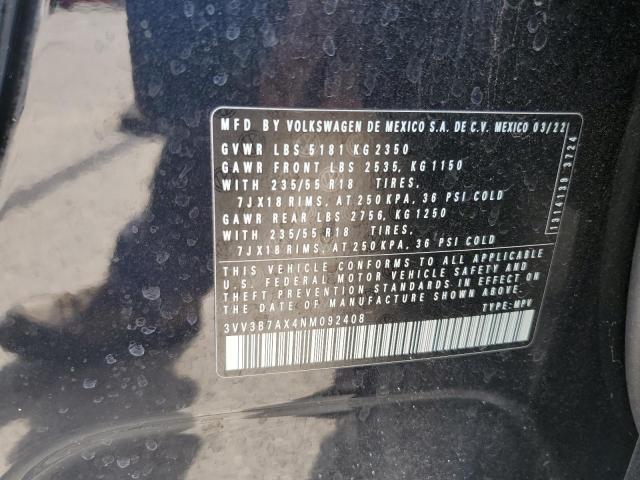 MFD BY VOLKSWAGEN DE MEXICO S.A. DE C.V. MEXICO 03/22
GVWR LBS 5181 KG 2350
GAWR FRONT LBS 2535, KG 1150
WITH 235/55 R18 TIRES,
7JX18 RIMS, AT 250 KPA, 36 PSI COLD
GAWR REAR LBS 2756, KG 1250
WITH 235/55 R18 TIRES,
7JX18 RIMS, AT 250 KPA, 36 PSI COLD
THIS VEHICLE CONFORMS TO ALL APPLICABLE
U.S. FEDERAL MOTOR VEHICLE SAFETY AND
THEFT PREVENTION STANDARDS IN EFFECT ON
THE DATE OF MANUFACTURE SHOWN ABOVE.
3VV3B7AX4NM092408 TYPE: MPV
1314138 3724